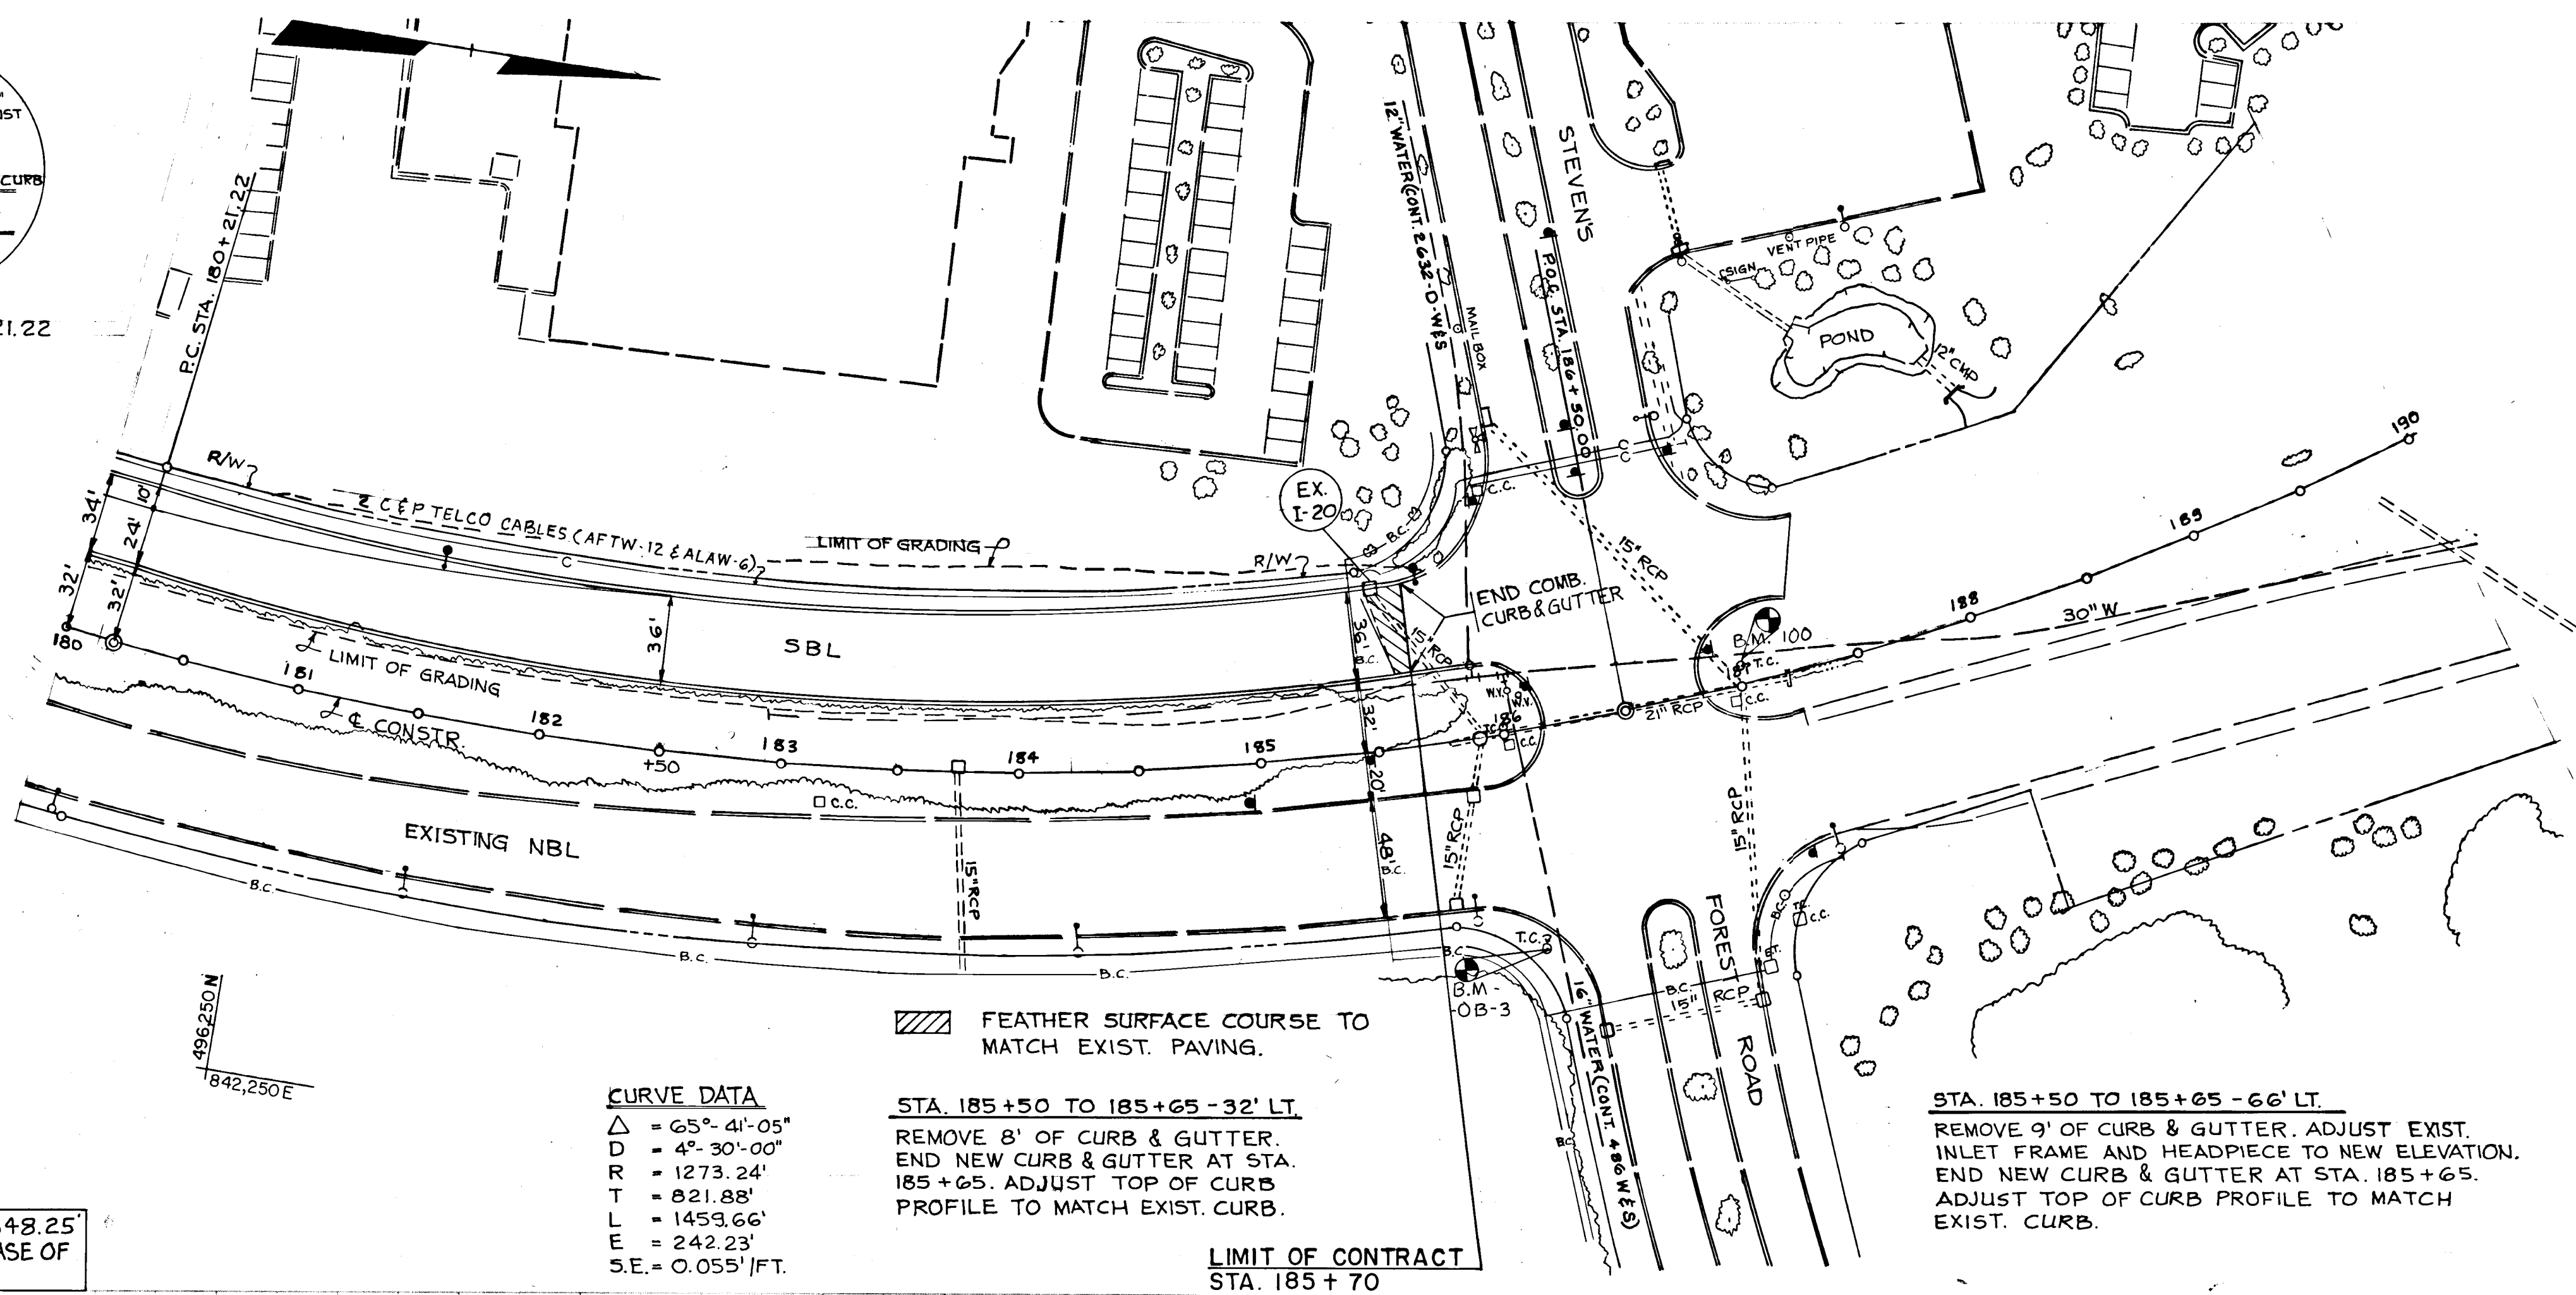 IST
CURB
21.22
P.C. STA. 180+21.22
12" WATER (CONT. 2632-D-W&S
STEVEN'S
P.O.C. STA. 186+50.00
MAIL BOX
SIGN
VENT PIPE
POND
12" CMP
R/W
2 C&P TELCO CABLES (AFTW-12 & ALAW-6)
LIMIT OF GRADING
R/W
EX.
I-20
C
C
C
C.C.
B.C.
34'
10'
24'
32'
32'
36'
SBL
36'
B.C.
END COMB.
CURB & GUTTER
15" RCP
15" RCP
LIMIT OF GRADING
℄ CONSTR.
180
181
182
+50
183
184
185
186
187
188
189
190
30" W
B.M. 100
T.C.
C.C.
W.V.
W.V.
T.C.
C.C.
21" RCP
32'
20'
48'
B.C.
C.C.
EXISTING NBL
15" RCP
15" RCP
15" RCP
B.C.
B.C.
B.C.
B.C.
T.C.
B.M-
-OB-3
16" WATER (CONT. 486 W&S)
B.C.
B.C.
15" RCP
B.C.
C.C.
FOREST
ROAD
496,250 N
842,250 E
FEATHER SURFACE COURSE TO
MATCH EXIST. PAVING.
CURVE DATA
Δ = 65°-41'-05"
D = 4°-30'-00"
R = 1273.24'
T = 821.88'
L = 1459.66'
E = 242.23'
S.E. = 0.055'/FT.
STA. 185+50 TO 185+65 - 32' LT.
REMOVE 8' OF CURB & GUTTER.
END NEW CURB & GUTTER AT STA.
185+65. ADJUST TOP OF CURB
PROFILE TO MATCH EXIST. CURB.
STA. 185+50 TO 185+65 - 66' LT.
REMOVE 9' OF CURB & GUTTER. ADJUST EXIST.
INLET FRAME AND HEADPIECE TO NEW ELEVATION.
END NEW CURB & GUTTER AT STA. 185+65.
ADJUST TOP OF CURB PROFILE TO MATCH
EXIST. CURB.
LIMIT OF CONTRACT
STA. 185+70
48.25'
ASE OF